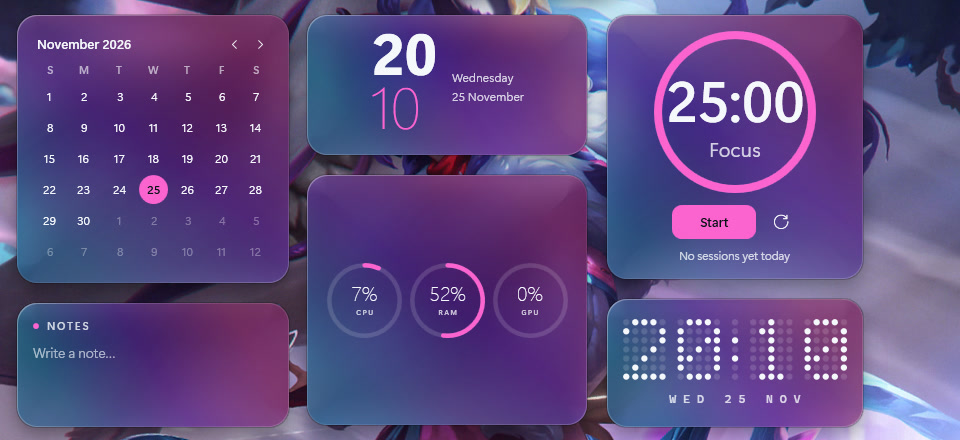 November 2026
S M T W T F S
1 2 3 4 5 6 7
8 9 10 11 12 13 14
15 16 17 18 19 20 21
22 23 24 25 26 27 28
29 30 1 2 3 4 5
6 7 8 9 10 11 12
NOTES
Write a note...
20
10
Wednesday
25 November
7%
CPU
52%
RAM
0%
GPU
25:00
Focus
Start
No sessions yet today
20:10
WED 25 NOV